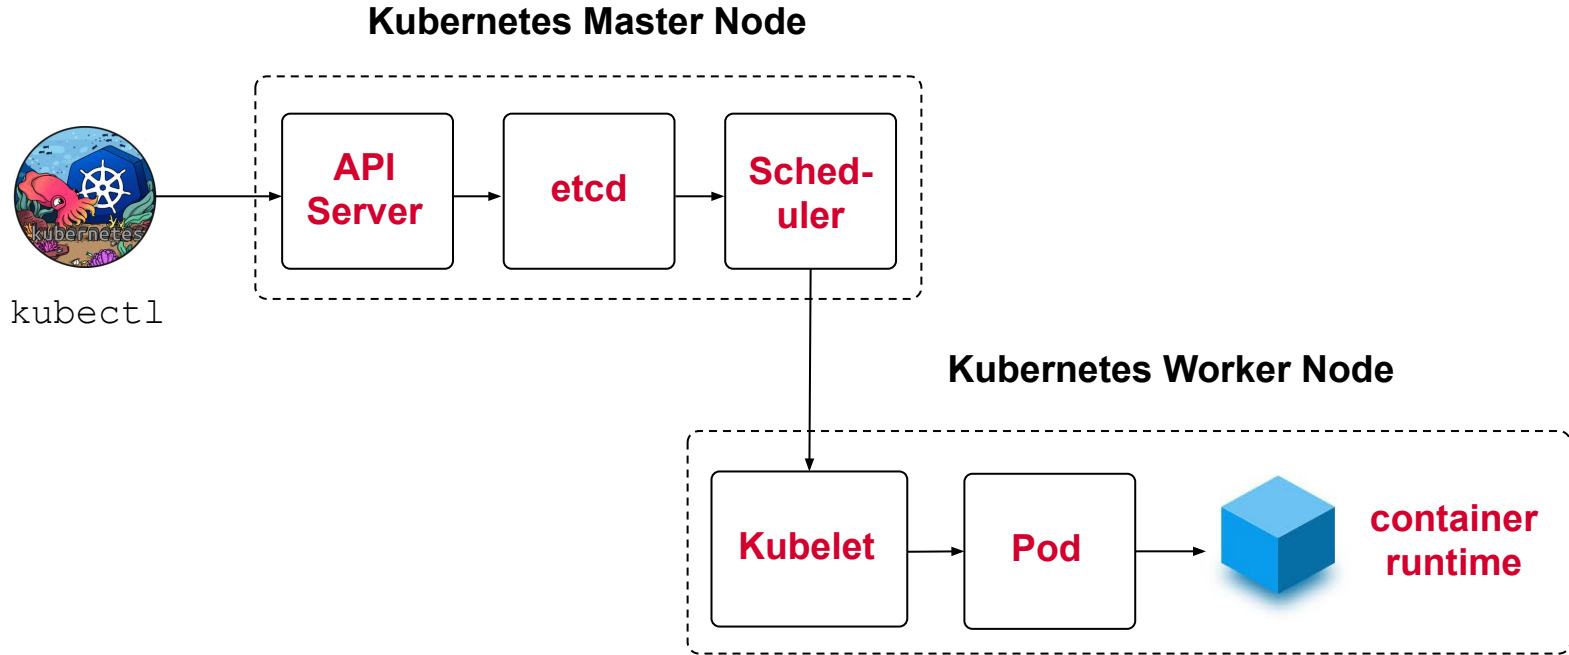 Kubernetes Master Node
API
Server
etcd
Sched-
uler
kubernetes
kubectl
Kubernetes Worker Node
Kubelet
Pod
container
runtime